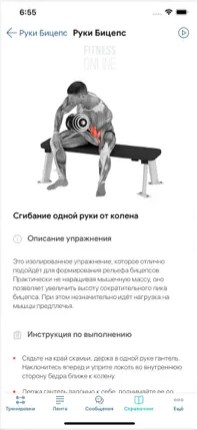 6:55
Руки Бицепс
Руки Бицепс
FITNESS
ONLINE
Сгибание одной руки от колена
Описание упражнения
Это изолированное упражнение, которое отлично
подойдёт для формирования рельефа бицепсов.
Практически не наращивая мышечную массу, оно
позволяет увеличить высоту сократительного пика
бицепса. При этом незначительно идёт нагрузка на
мышцы предплечья.
Инструкция по выполнению
Сядьте на край скамьи, держа в одной руке гантель.
Наклонитесь вперед и уприте локоть во внутреннюю
сторону бедра ближе к колену.
Держа гантель ладонью к себе, поднимайте ее по
Тренировки
Лента
Сообщения
Справочник
Ещё